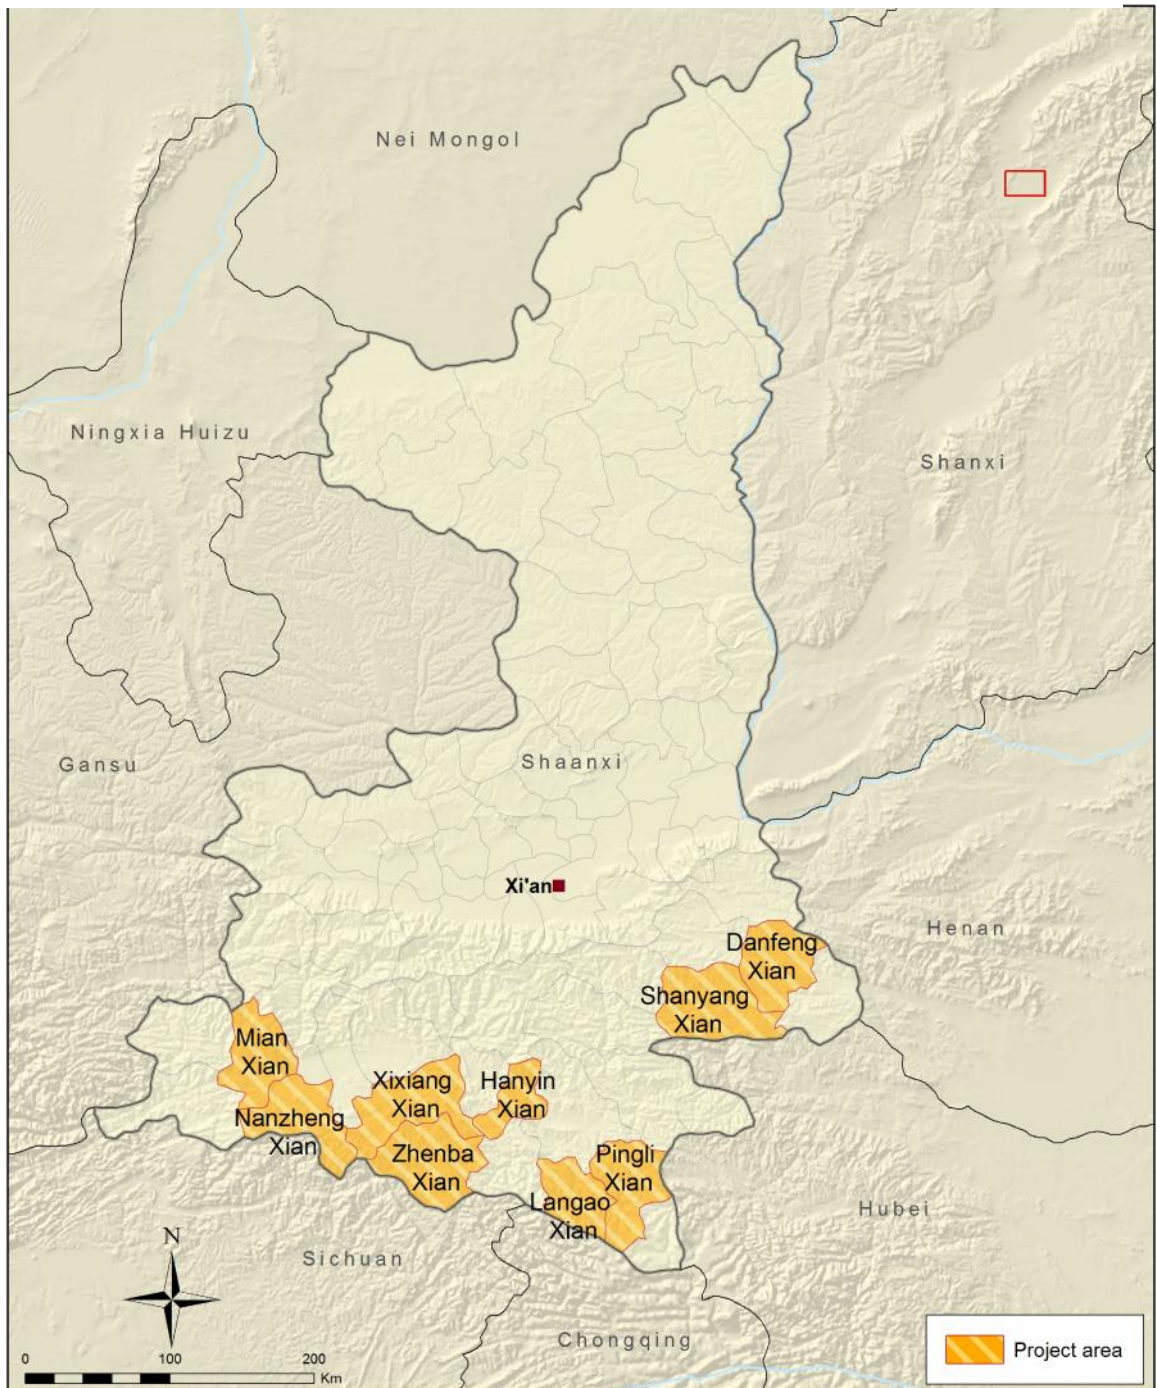 Nei Mongol
Ningxia Huizu
Shanxi
Gansu
Shaanxi
Xi'an
Henan
Danfeng
Xian
Shanyang
Xian
Mian
Xian
Xixiang
Xian
Hanyin
Xian
Nanzheng
Xian
Zhenba
Xian
Pingli
Xian
Langao
Xian
Hubei
Sichuan
N
Chongqing
Project area
0 100 200
Km